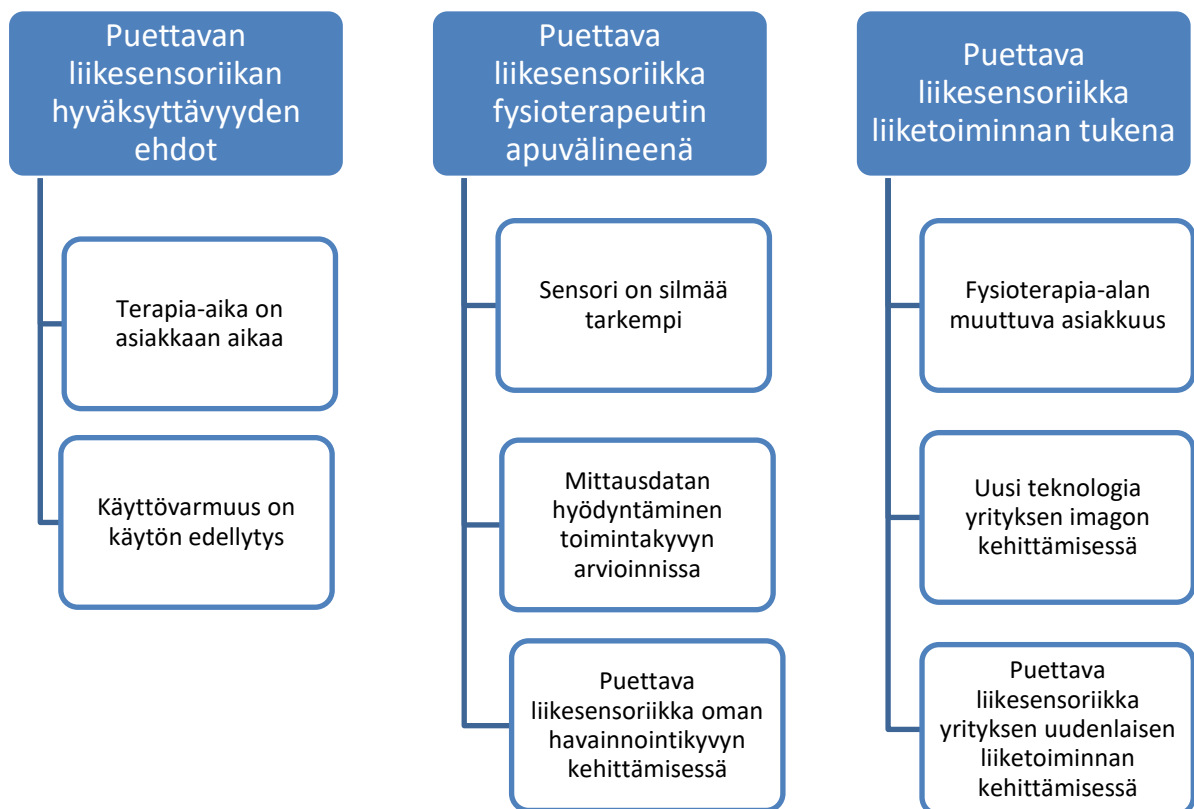 Puettavan
liikesensoriikan
hyväksyttävyyden
ehdot
Terapia-aika on
asiakkaan aikaa
Käyttövarmuus on
käytön edellytys
Puettava
liikesensoriikka
fysioterapeutin
apuvälineenä
Sensori on silmää
tarkempi
Mittausdatan
hyödyntäminen
toimintakyvyn
arvioinnissa
Puettava
liikesensoriikka oman
havainnointikyvyn
kehittämisessä
Puettava
liikesensoriikka
liiketoiminnan tukena
Fysioterapia-alan
muuttuva asiakkuus
Uusi teknologia
yrityksen imagon
kehittämisessä
Puettava
liikesensoriikka
yrityksen uudenlaisen
liiketoiminnan
kehittämisessä